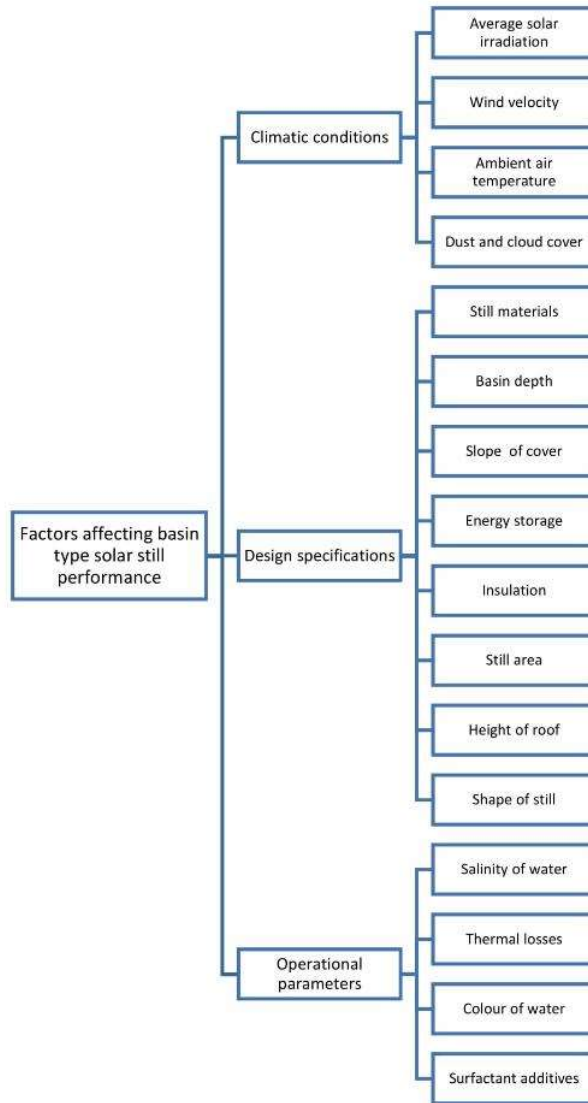 Factors affecting basin
type solar still
performance
Climatic conditions
Average solar
irradiation
Wind velocity
Ambient air
temperature
Dust and cloud cover
Design specifications
Still materials
Basin depth
Slope of cover
Energy storage
Insulation
Still area
Height of roof
Shape of still
Operational
parameters
Salinity of water
Thermal losses
Colour of water
Surfactant additives